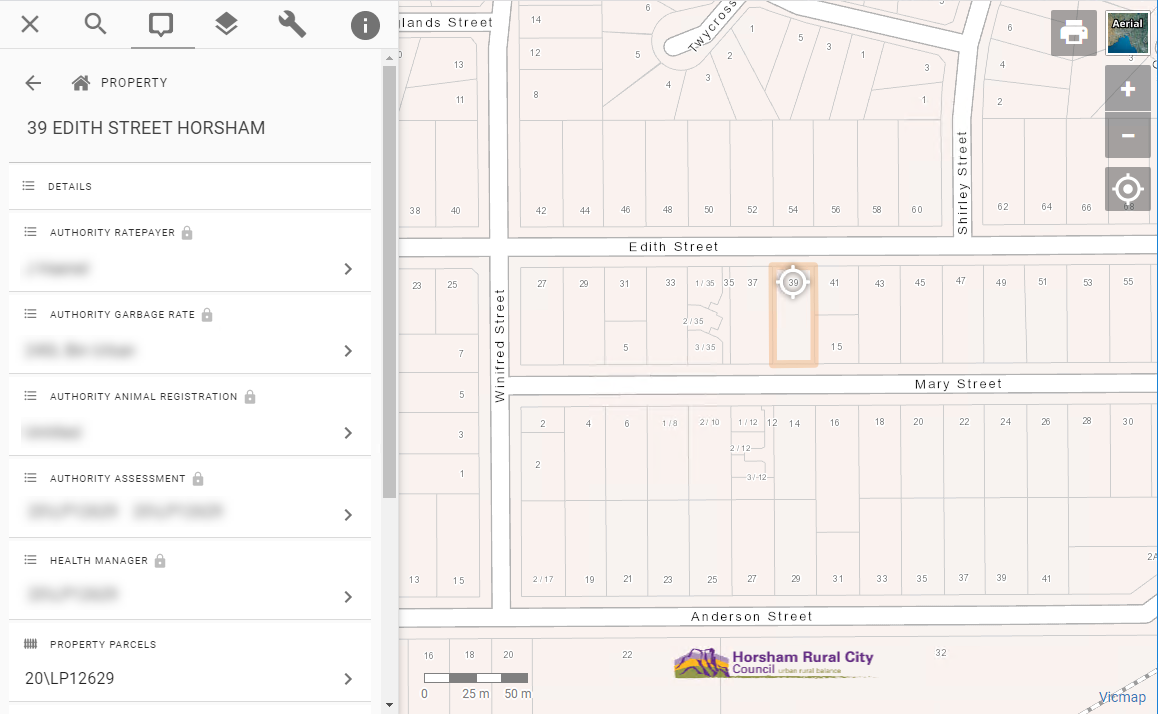 PROPERTY
39 EDITH STREET HORSHAM
DETAILS
AUTHORITY RATEPAYER
AUTHORITY GARBAGE RATE
AUTHORITY ANIMAL REGISTRATION
AUTHORITY ASSESSMENT
HEALTH MANAGER
PROPERTY PARCELS
20\LP12629
glands Street
Twycross
Aerial
+
−
14 6 2 1 5 3 1 6
12 5 3 4 3
13 3 4
11 8 1 2
Shirley Street
38 40 42 44 46 48 50 52 54 56 58 60 62 64 66 68
Edith Street
23 25 27 29 31 33 1 / 35 35 37 39 41 43 45 47 49 51 53 55
2 / 35
7 5 3 / 35 15
Winifred Street
Mary Street
5
3 2 4 6 1 / 8 2 / 10 1 / 12 12 14 16 18 20 22 24 26 28 30
2 / 12
1 2 3 / 12
2A
13 15 2 / 17 19 21 23 25 27 29 31 33 35 37 39 41
Anderson Street
16 18 20 22 32
Horsham Rural City
Council urban rural balance
0 25 m 50 m
Vicmap